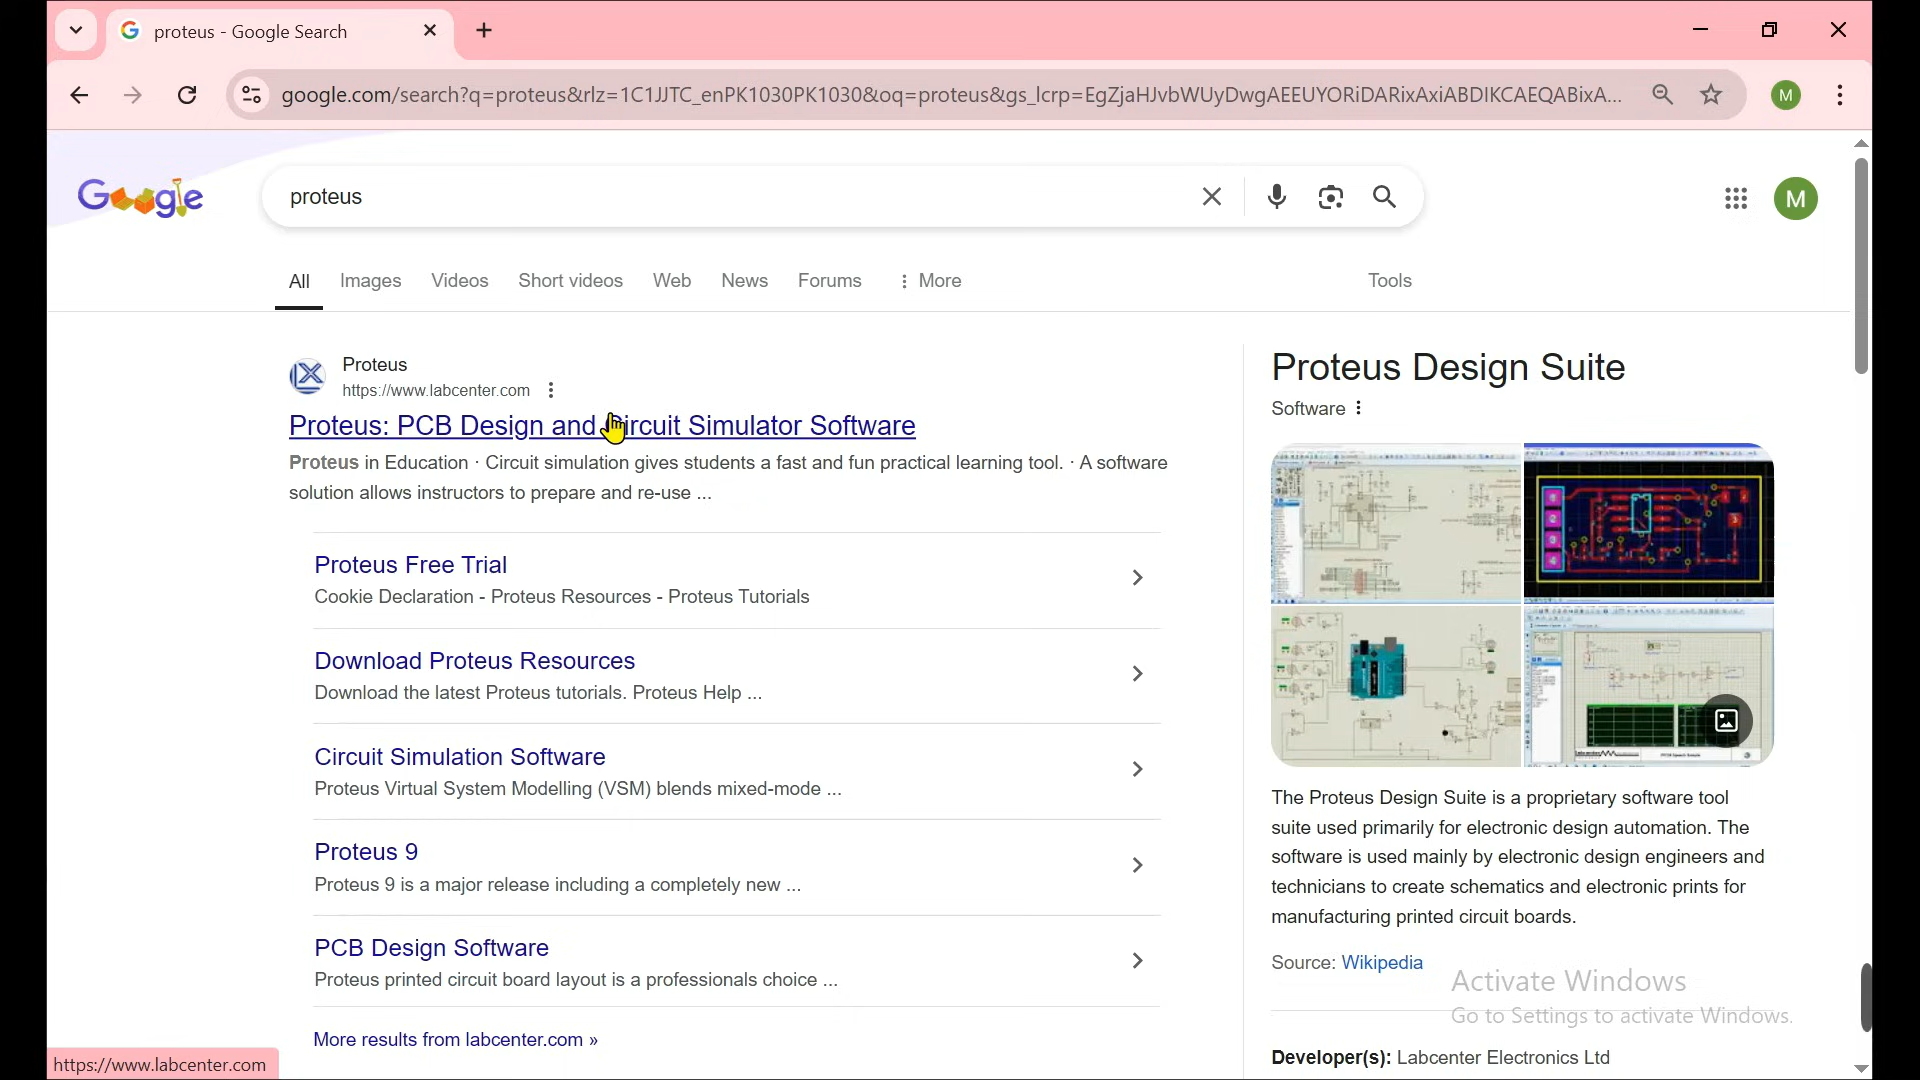 proteus - Google Search
google.com/search?q=proteus&rlz=1C1JJTC_enPK1030PK1030&oq=proteus&gs_lcrp=EgZjaHJvbWUyDwgAEEUYORiDARixAxiABDIKCAEQABixA...
M
Google
proteus
M
All Images Videos Short videos Web News Forums More Tools
Proteus
https://www.labcenter.com
Proteus: PCB Design and Circuit Simulator Software
Proteus in Education · Circuit simulation gives students a fast and fun practical learning tool. · A software
solution allows instructors to prepare and re-use ...
Proteus Free Trial
Cookie Declaration - Proteus Resources - Proteus Tutorials
Download Proteus Resources
Download the latest Proteus tutorials. Proteus Help ...
Circuit Simulation Software
Proteus Virtual System Modelling (VSM) blends mixed-mode ...
Proteus 9
Proteus 9 is a major release including a completely new ...
PCB Design Software
Proteus printed circuit board layout is a professionals choice ...
More results from labcenter.com »
Proteus Design Suite
Software
The Proteus Design Suite is a proprietary software tool
suite used primarily for electronic design automation. The
software is used mainly by electronic design engineers and
technicians to create schematics and electronic prints for
manufacturing printed circuit boards.
Source: Wikipedia
Activate Windows
Go to Settings to activate Windows.
Developer(s): Labcenter Electronics Ltd
https://www.labcenter.com